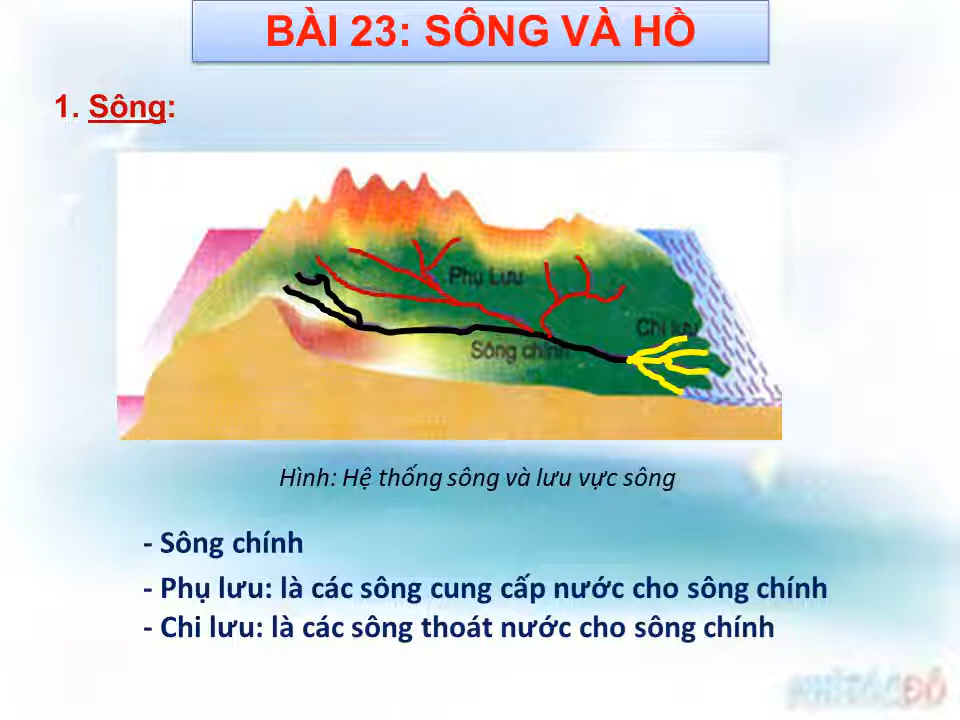 BÀI 23: SÔNG VÀ HỒ
1. Sông:
Phụ Lưu
Chi lưu
Sông chính
Hình: Hệ thống sông và lưu vực sông
- Sông chính
- Phụ lưu: là các sông cung cấp nước cho sông chính
- Chi lưu: là các sông thoát nước cho sông chính